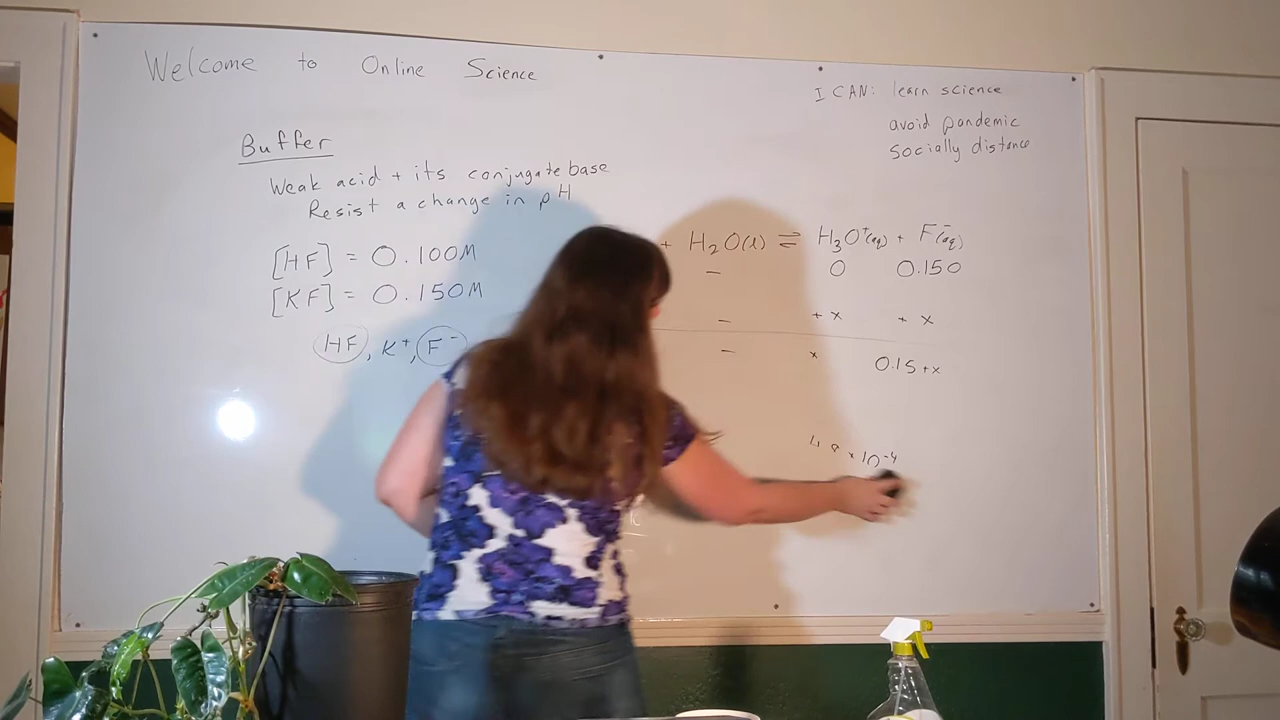 Welcome to Online Science
I CAN: learn science
avoid pandemic
socially distance
Buffer
Weak acid + its conjugate base
Resist a change in pH
[HF] = 0.100M
[KF] = 0.150M
HF, K⁺, F⁻
+ H₂O(l) ⇌ H₃O⁺(aq) + F⁻(aq)
- 0 0.150
- +x +x
- x 0.15+x
x 10⁻⁴